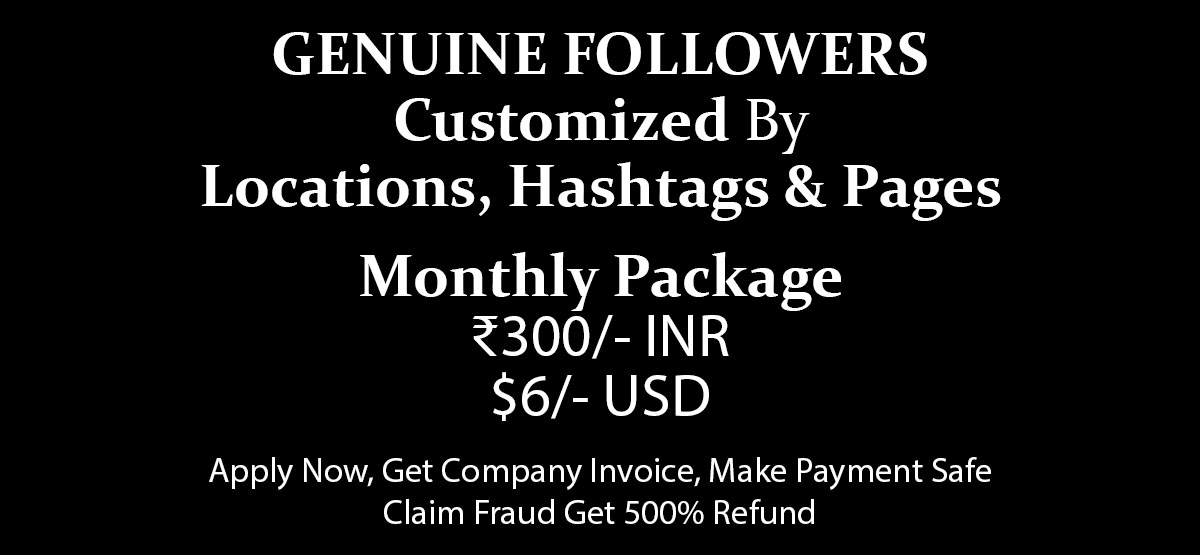 GENUINE FOLLOWERS
Customized By
Locations, Hashtags & Pages
Monthly Package
₹300/- INR
$6/- USD
Apply Now, Get Company Invoice, Make Payment Safe
Claim Fraud Get 500% Refund